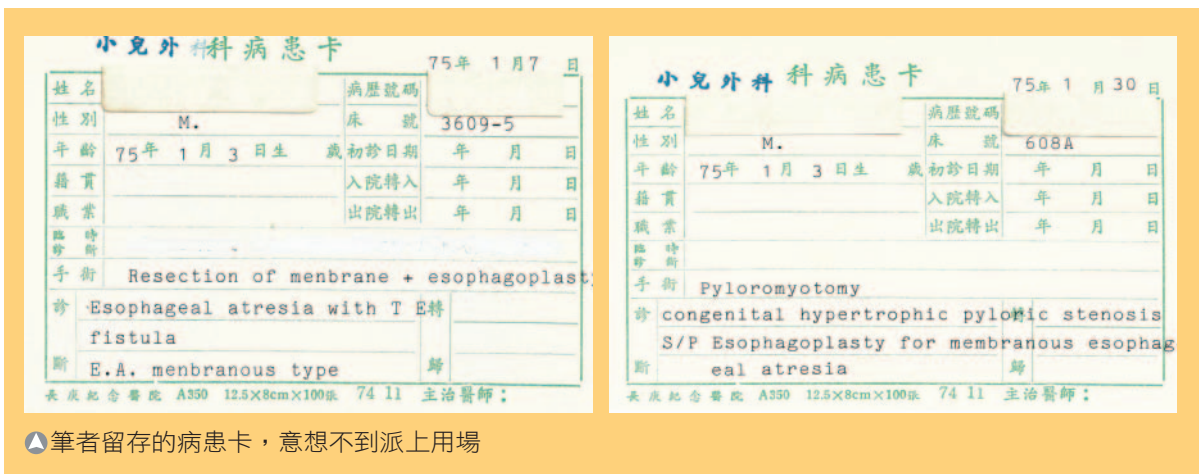 小兒外科科病患卡
75年 1月7 日
姓名 病歷號碼
性別 M. 床號 3609-5
年齡 75年 1月 3日生 歲 初診日期 年 月 日
籍貫 入院轉入 年 月 日
職業 出院轉出 年 月 日
臨時診斷
手術 Resection of menbrane + esophagoplast
診 Esophageal atresia with T E 轉
fistula
斷 E.A. menbranous type 歸
長庚紀念醫院 A350 12.5×8cm×100張 74 11 主治醫師：
小兒外科科病患卡
75年 1月 30日
姓名 病歷號碼
性別 M. 床號 608A
年齡 75年 1月 3日生 歲 初診日期 年 月 日
籍貫 入院轉入 年 月 日
職業 出院轉出 年 月 日
臨時診斷
手術 Pyloromyotomy
診 congenital hypertrophic pyloric stenosis 轉
S/P Esophagoplasty for membranous esophag
斷 eal atresia 歸
長庚紀念醫院 A350 12.5×8cm×100張 74 11 主治醫師：
筆者留存的病患卡，意想不到派上用場